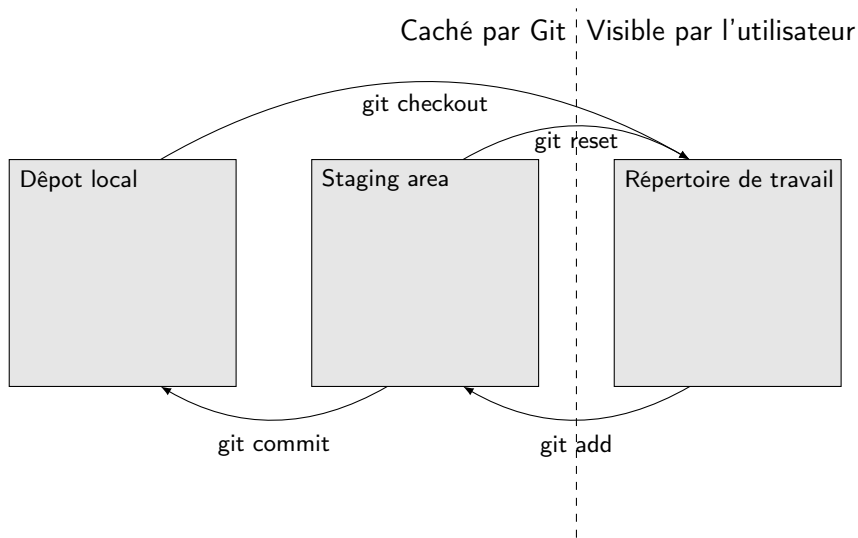 Caché par Git
Visible par l'utilisateur
git checkout
git reset
Dêpot local
Staging area
Répertoire de travail
git commit
git add